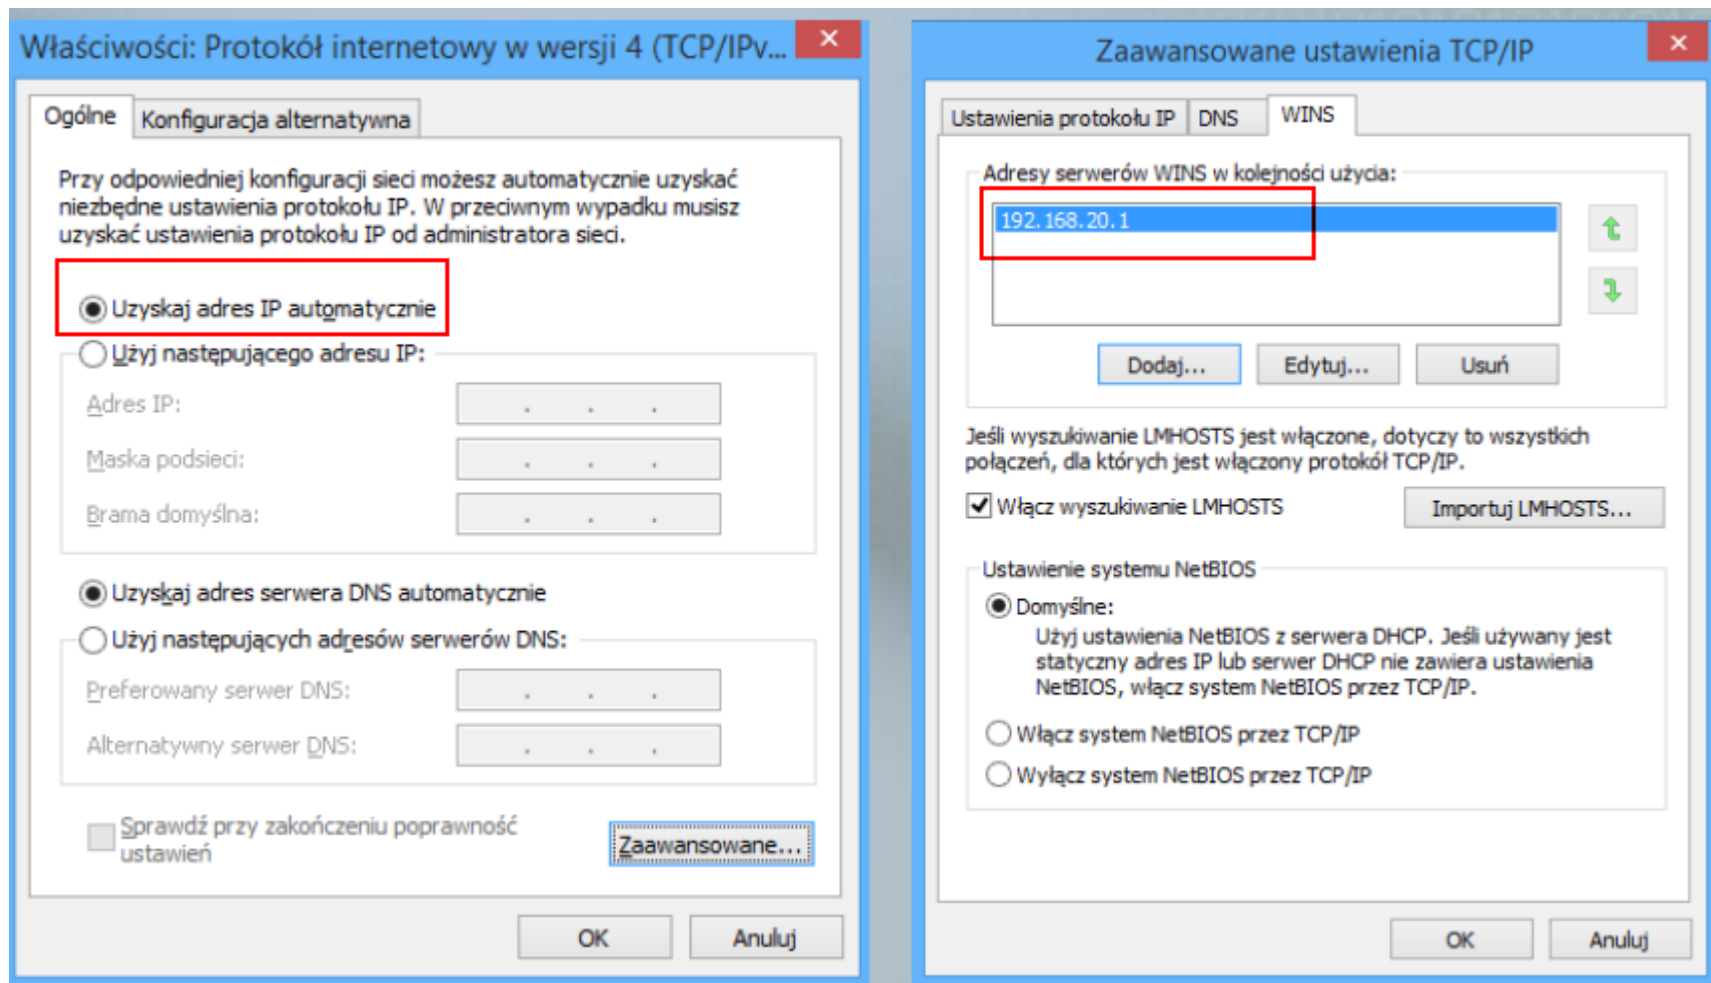 Właściwości: Protokół internetowy w wersji 4 (TCP/IPv...
Ogólne
Konfiguracja alternatywna
Przy odpowiedniej konfiguracji sieci możesz automatycznie uzyskać
niezbędne ustawienia protokołu IP. W przeciwnym wypadku musisz
uzyskać ustawienia protokołu IP od administratora sieci.
Uzyskaj adres IP automatycznie
Użyj następującego adresu IP:
Adres IP:
Maska podsieci:
Brama domyślna:
Uzyskaj adres serwera DNS automatycznie
Użyj następujących adresów serwerów DNS:
Preferowany serwer DNS:
Alternatywny serwer DNS:
Sprawdź przy zakończeniu poprawność
ustawień
Zaawansowane...
OK
Anuluj
Zaawansowane ustawienia TCP/IP
Ustawienia protokołu IP
DNS
WINS
Adresy serwerów WINS w kolejności użycia:
192.168.20.1
Dodaj...
Edytuj...
Usuń
Jeśli wyszukiwanie LMHOSTS jest włączone, dotyczy to wszystkich
połączeń, dla których jest włączony protokół TCP/IP.
Włącz wyszukiwanie LMHOSTS
Importuj LMHOSTS...
Ustawienie systemu NetBIOS
Domyślne:
Użyj ustawienia NetBIOS z serwera DHCP. Jeśli używany jest
statyczny adres IP lub serwer DHCP nie zawiera ustawienia
NetBIOS, włącz system NetBIOS przez TCP/IP.
Włącz system NetBIOS przez TCP/IP
Wyłącz system NetBIOS przez TCP/IP
OK
Anuluj